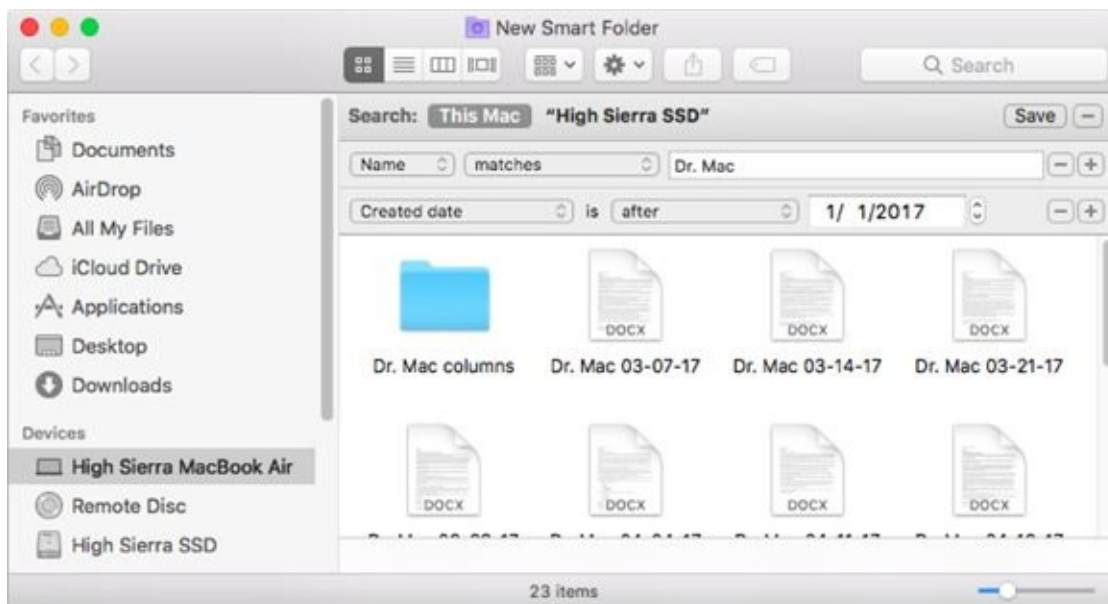 New Smart Folder
Search
Favorites
Documents
AirDrop
All My Files
iCloud Drive
Applications
Desktop
Downloads
Devices
High Sierra MacBook Air
Remote Disc
High Sierra SSD
Search: This Mac "High Sierra SSD" Save
Name matches Dr. Mac
Created date is after 1/ 1/2017
DOCX DOCX DOCX
Dr. Mac columns Dr. Mac 03-07-17 Dr. Mac 03-14-17 Dr. Mac 03-21-17
DOCX DOCX DOCX DOCX
23 items